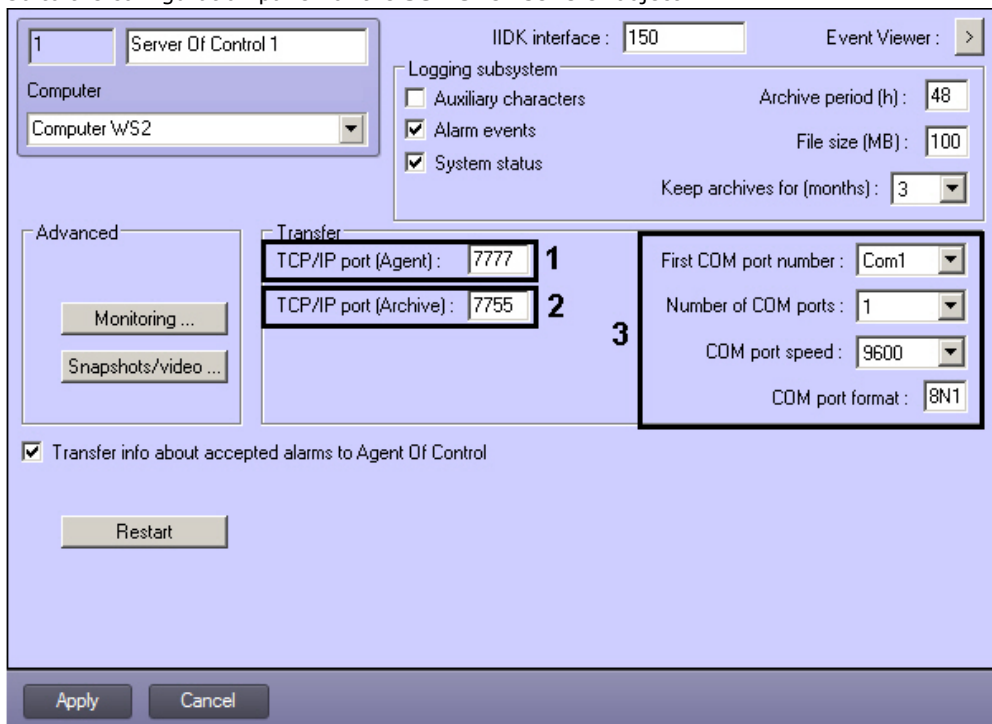 1
Server Of Control 1
Computer
Computer WS2
IIDK interface : 150
Event Viewer : >
Logging subsystem
Auxiliary characters
Alarm events
System status
Archive period (h) : 48
File size (MB) : 100
Keep archives for (months) : 3
Advanced
Monitoring ...
Snapshots/video ...
Transfer
TCP/IP port (Agent) : 7777 1
TCP/IP port (Archive) : 7755 2
3
First COM port number : Com1
Number of COM ports : 1
COM port speed : 9600
COM port format : 8N1
Transfer info about accepted alarms to Agent Of Control
Restart
Apply
Cancel